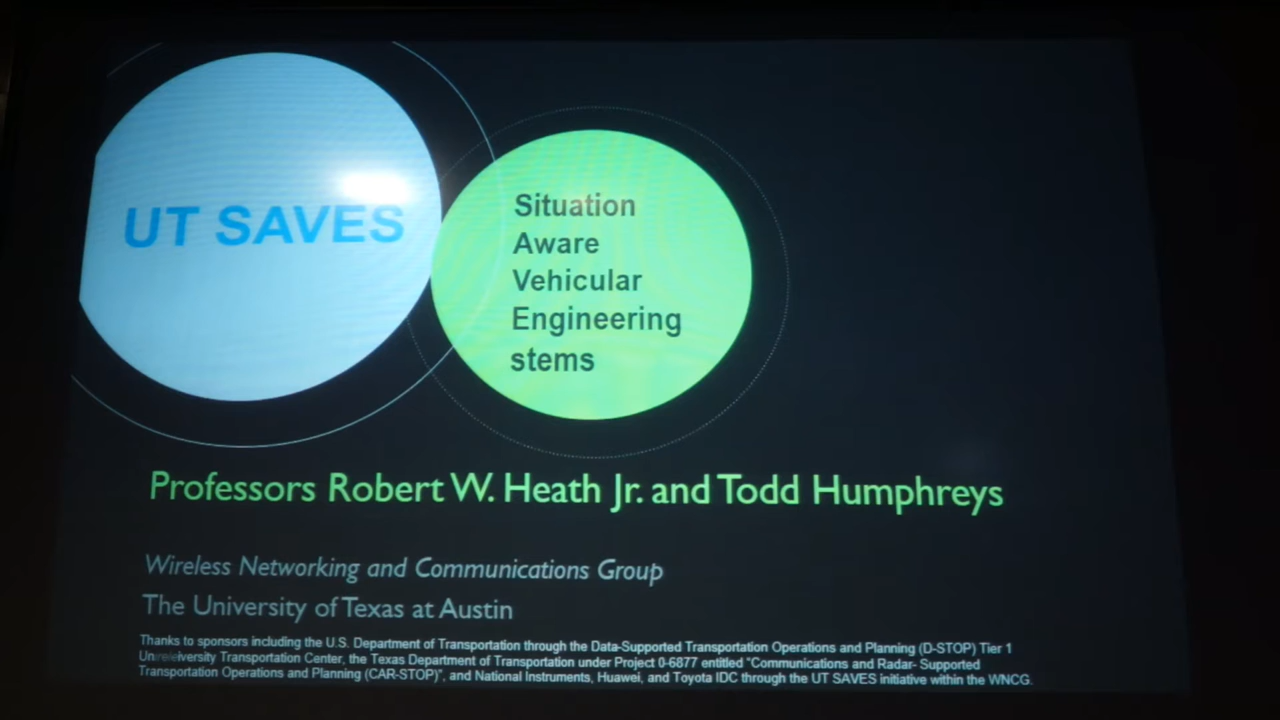 UT SAVES
Situation
Aware
Vehicular
Engineering
stems
Professors Robert W. Heath Jr. and Todd Humphreys
Wireless Networking and Communications Group
The University of Texas at Austin
Thanks to sponsors including the U.S. Department of Transportation through the Data-Supported Transportation Operations and Planning (D-STOP) Tier 1
Unreleiversity Transportation Center, the Texas Department of Transportation under Project 0-6877 entitled "Communications and Radar- Supported
Transportation Operations and Planning (CAR-STOP)", and National Instruments, Huawei, and Toyota IDC through the UT SAVES initiative within the WNCG.